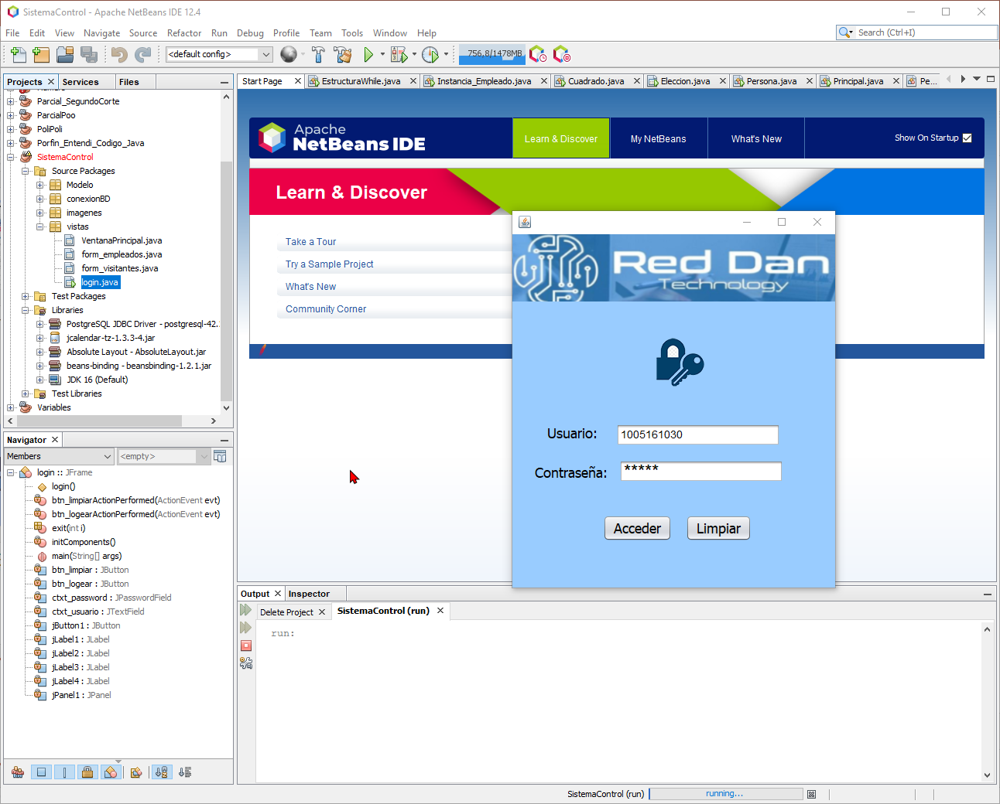 SistemaControl - Apache NetBeans IDE 12.4
File Edit View Navigate Source Refactor Run Debug Profile Team Tools Window Help
Search (Ctrl+I)
<default config>
756,8/1478MB
Projects Services Files
Start Page EstructuraWhile.java Instancia_Empleado.java Cuadrado.java Eleccion.java Persona.java Principal.java Pe...
Parcial_SegundoCorte
ParcialPoo
PoliPoli
Porfin_Entendi_Codigo_Java
SistemaControl
Source Packages
Modelo
conexionBD
imagenes
vistas
VentanaPrincipal.java
form_empleados.java
form_visitantes.java
login.java
Test Packages
Libraries
PostgreSQL JDBC Driver - postgresql-42.
jcalendar-tz-1.3.3-4.jar
Absolute Layout - AbsoluteLayout.jar
beans-binding - beansbinding-1.2.1.jar
JDK 16 (Default)
Test Libraries
Variables
Apache
NetBeans IDE
Learn & Discover
My NetBeans
What's New
Show On Startup
Learn & Discover
Take a Tour
Try a Sample Project
What's New
Community Corner
Red Dan
Technology
Usuario: 1005161030
Contraseña: *****
Acceder Limpiar
Navigator
Members <empty>
login :: JFrame
login()
btn_limpiarActionPerformed(ActionEvent evt)
btn_logearActionPerformed(ActionEvent evt)
exit(int i)
initComponents()
main(String[] args)
btn_limpiar : JButton
btn_logear : JButton
ctxt_password : JPasswordField
ctxt_usuario : JTextField
jButton1 : JButton
jLabel1 : JLabel
jLabel2 : JLabel
jLabel3 : JLabel
jLabel4 : JLabel
jPanel1 : JPanel
Output Inspector
Delete Project SistemaControl (run)
run:
SistemaControl (run) running...